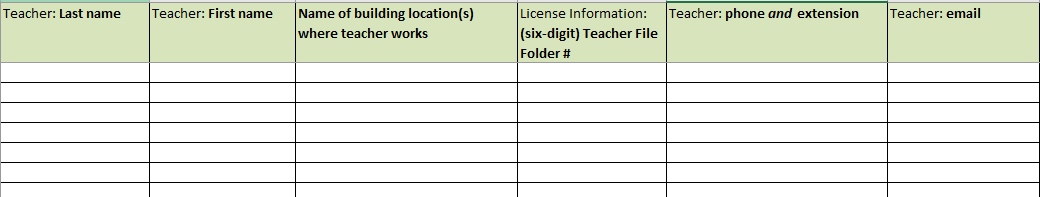 Teacher: Last name
Teacher: First name
Name of building location(s)
where teacher works
License Information:
(six-digit) Teacher File
Folder #
Teacher: phone and extension
Teacher: email